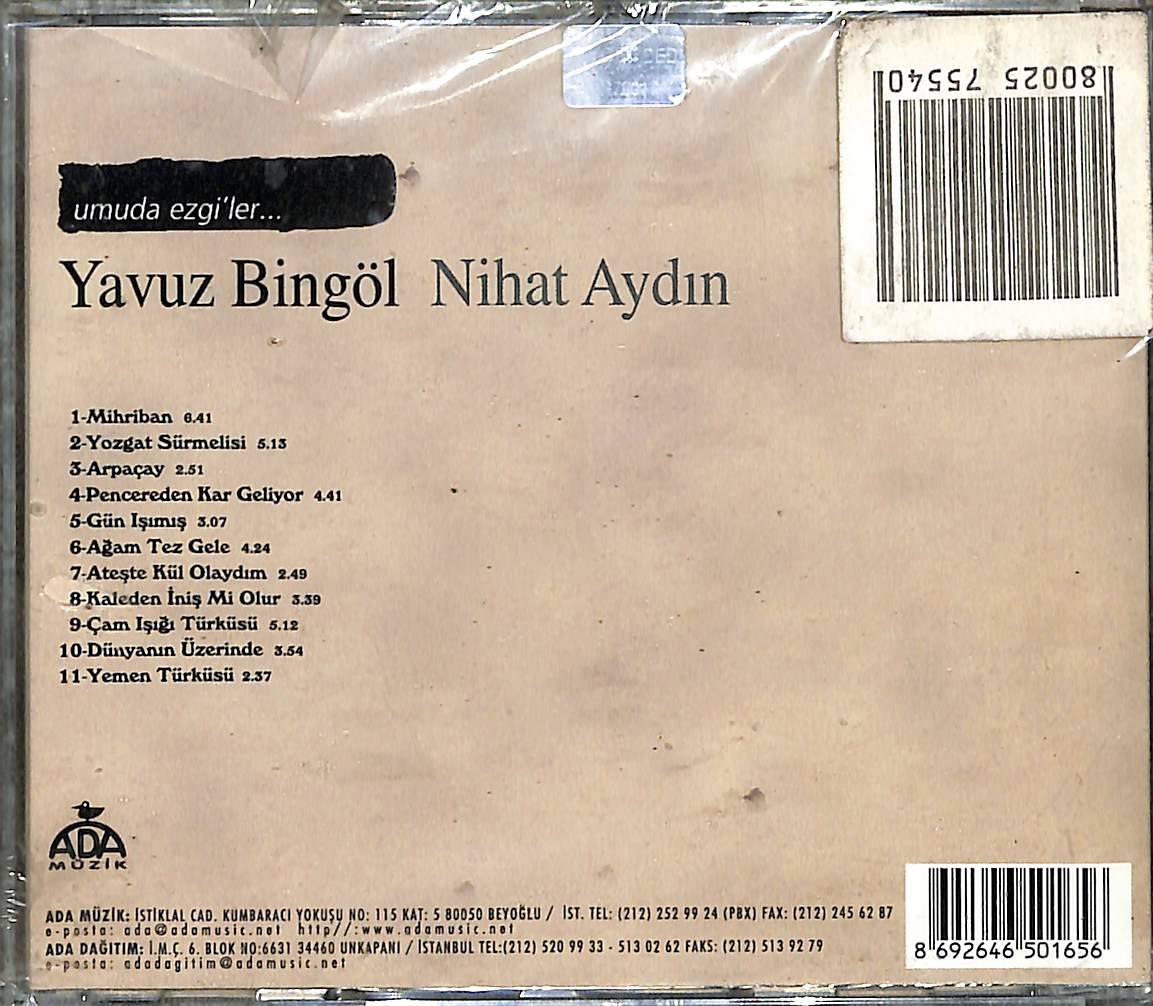 80025 75540
umuda ezgi'ler...
Yavuz Bingöl Nihat Aydın
1-Mihriban 6.41
2-Yozgat Sürmelisi 5.13
3-Arpaçay 2.51
4-Pencereden Kar Geliyor 4.41
5-Gün Işımış 3.07
6-Ağam Tez Gele 4.24
7-Ateşte Kül Olaydım 2.49
8-Kaleden İniş Mi Olur 3.39
9-Çam Işığı Türküsü 5.12
10-Dünyanın Üzerinde 3.54
11-Yemen Türküsü 2.37
ADA
MÜZİK
ADA MÜZİK: İSTİKLAL CAD. KUMBARACI YOKUŞU NO: 115 KAT: 5 80050 BEYOĞLU / İST. TEL: (212) 252 99 24 (PBX) FAX: (212) 245 62 87
e-posta: ada@adamusic.net http//:www.adamusic.net
ADA DAĞITIM: İ.M.Ç. 6. BLOK NO:6631 34460 UNKAPANI / İSTANBUL TEL:(212) 520 99 33 - 513 02 62 FAKS: (212) 513 92 79
e-posta: adadagitim@adamusic.net
8 692646 501656